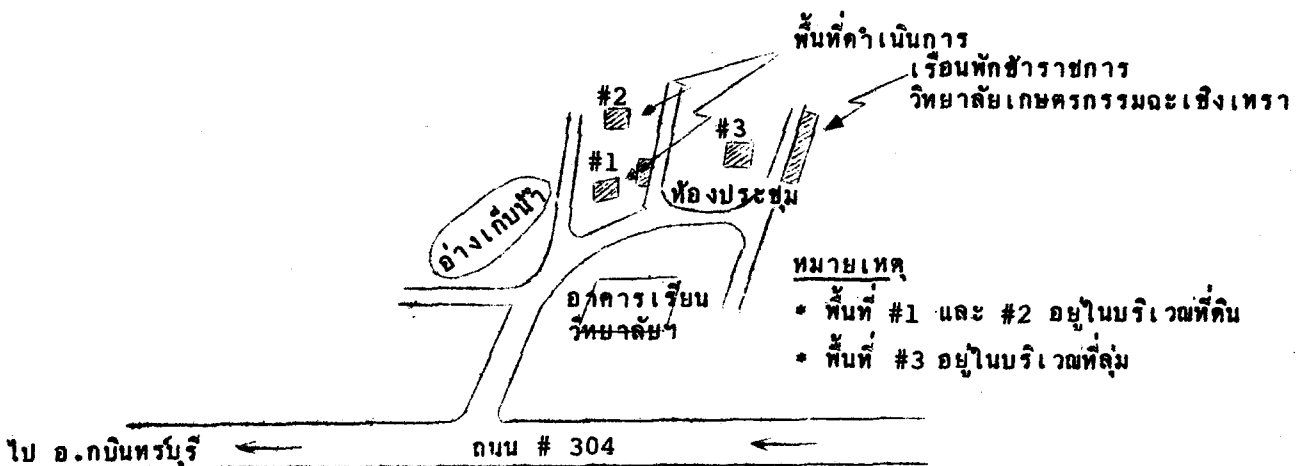 พื้นที่ดำเนินการ
เรือนพักข้าราชการ
วิทยาลัยเกษตรกรรมฉะเชิงเทรา
#2
#3
#1
ห้องประชุม
อ่างเก็บน้ำ
หมายเหตุ
อาคารเรียน
วิทยาลัยฯ
* พื้นที่ #1 และ #2 อยู่ในบริเวณที่ดิน
* พื้นที่ #3 อยู่ในบริเวณที่ลุ่ม
ไป อ.กบินทร์บุรี
ถนน # 304